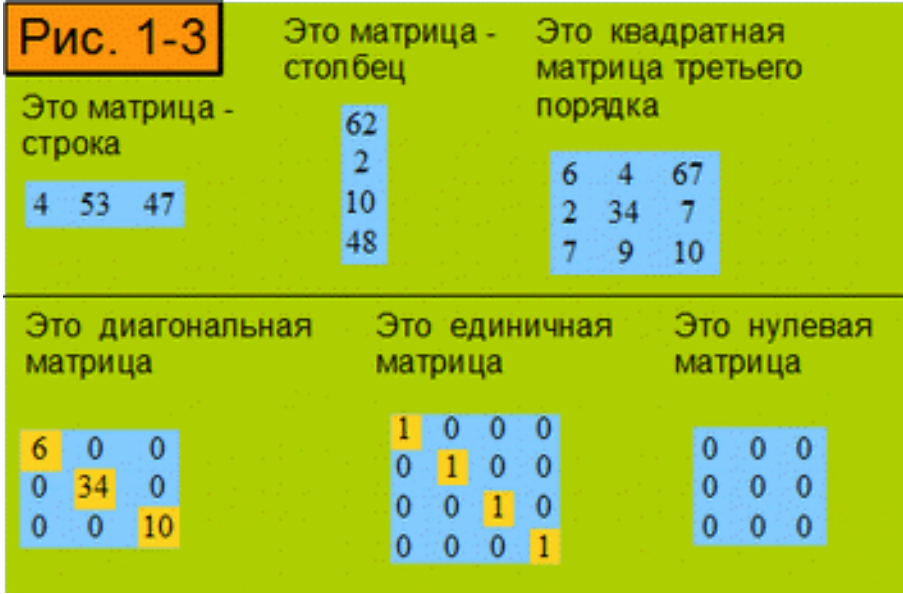 Рис. 1-3
Это матрица -
строка
4 53 47
Это матрица -
столбец
62
2
10
48
Это квадратная
матрица третьего
порядка
6 4 67
2 34 7
7 9 10
Это диагональная
матрица
6 0 0
0 34 0
0 0 10
Это единичная
матрица
1 0 0 0
0 1 0 0
0 0 1 0
0 0 0 1
Это нулевая
матрица
0 0 0
0 0 0
0 0 0